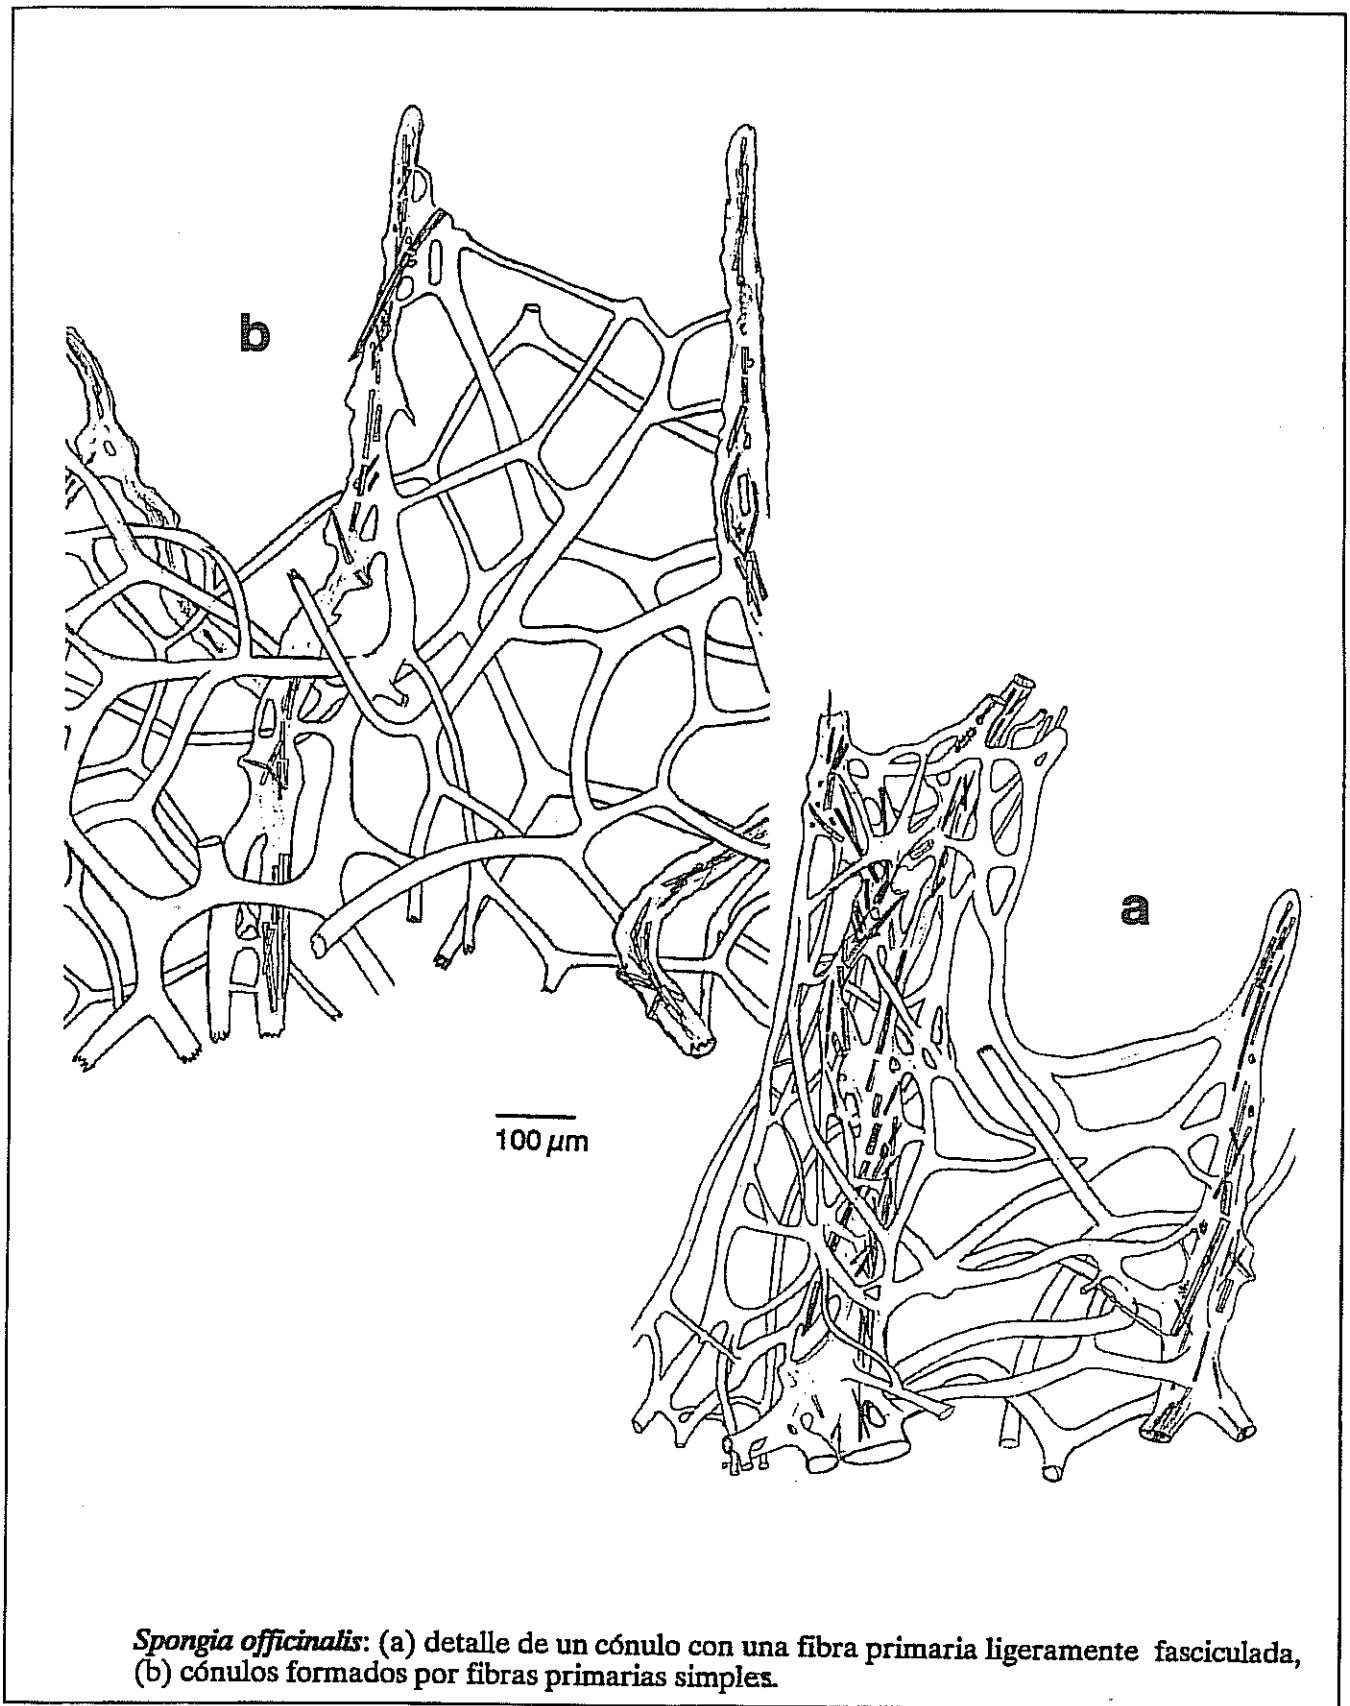 b
a
100 µm
Spongia officinalis: (a) detalle de un cónulo con una fibra primaria ligeramente fasciculada,
(b) cónulos formados por fibras primarias simples.